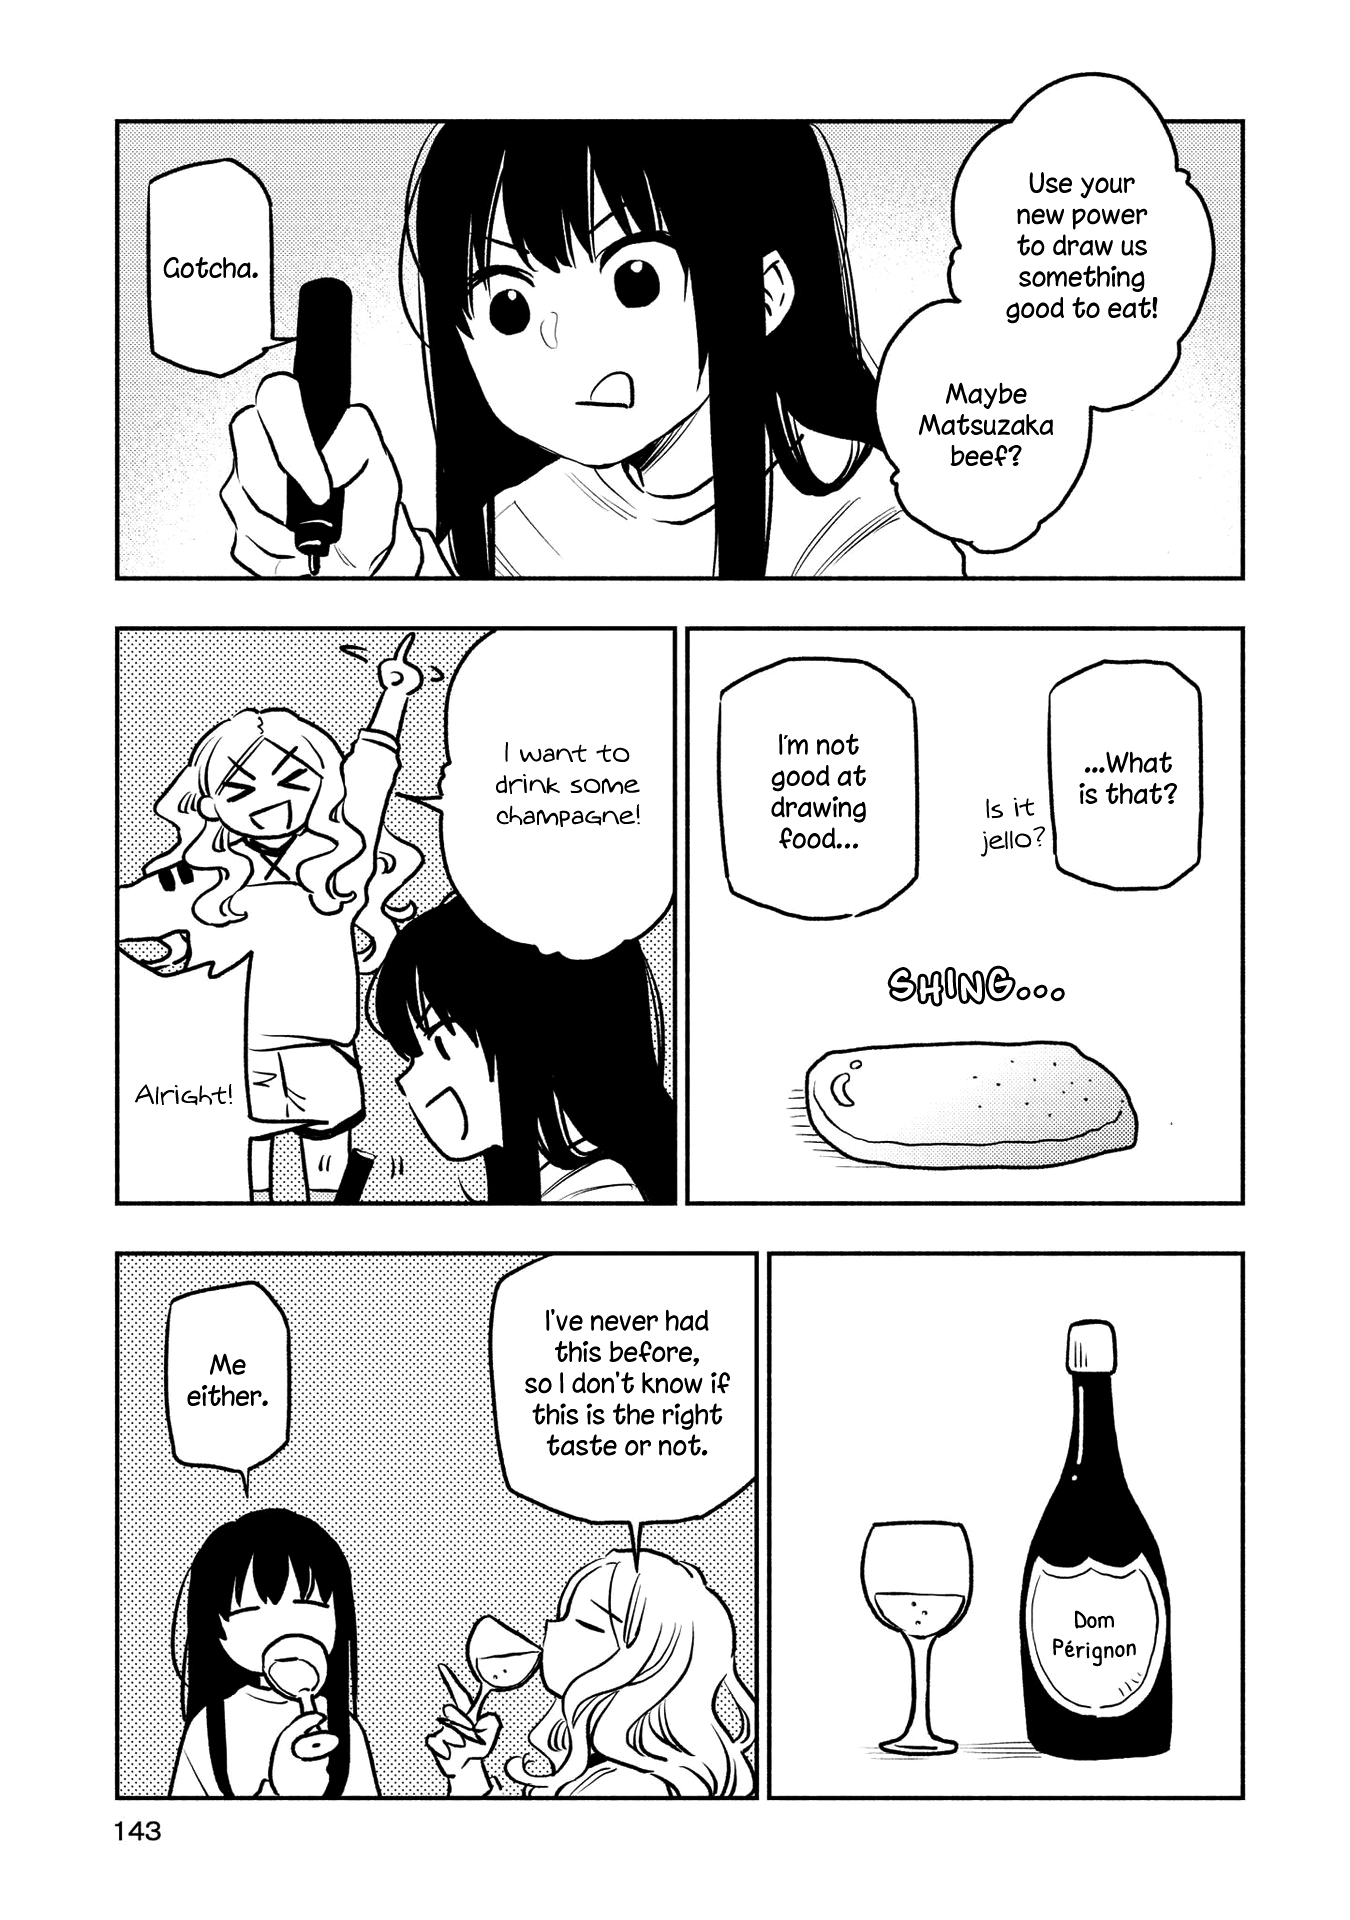 Use your
new power
to draw us
something
good to eat!
Maybe
Matsuzaka
beef?
Gotcha.
...What
is that?
Is it
jello?
I'm not
good at
drawing
food...
SHING...
I want to
drink some
champagne!
Alright!
Dom
Pérignon
I've never had
this before,
so I don't know if
this is the right
taste or not.
Me
either.
143